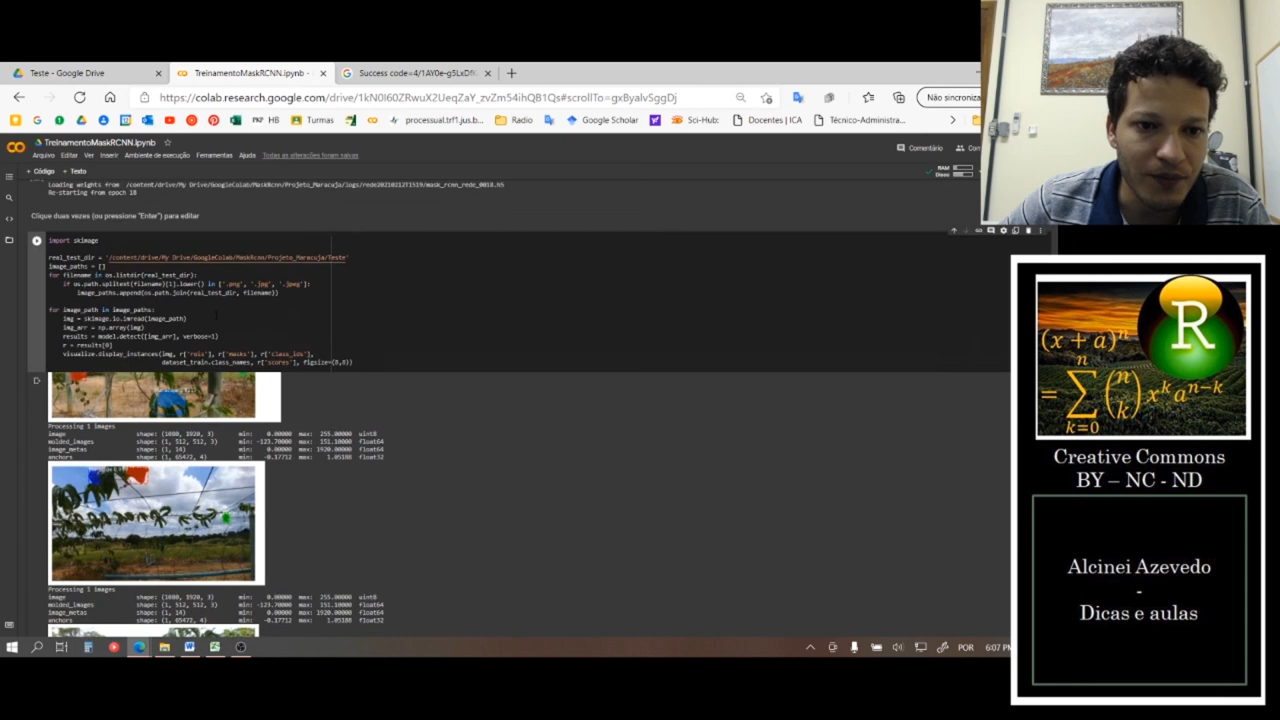 Teste - Google Drive
TreinamentoMaskRCNN.ipynb -
Success code=4/1AY0e-g5LxDf
Não sincroniza
PKP HB
Turmas
processual.trf1.jus.b...
Radio
Google Scholar
Sci-Hub:
Docentes | ICA
Técnico-Administra...
TreinamentoMaskRCNN.ipynb
Arquivo Editar Ver Inserir Ambiente de execução Ferramentas Ajuda Todas as alterações foram salvas
Comentário
+ Código + Texto
RAM
Disco
Re-starting from epoch 18
Clique duas vezes (ou pressione "Enter") para editar
import skimage
real_test_dir = '/content/drive/My Drive/GoogleColab/MaskRcnn/Projeto_Maracuja/Teste'
image_paths = []
for filename in os.listdir(real_test_dir):
if os.path.splitext(filename)[1].lower() in ['.png', '.jpg', '.jpeg']:
image_paths.append(os.path.join(real_test_dir, filename))
for image_path in image_paths:
img = skimage.io.imread(image_path)
img_arr = np.array(img)
results = model.detect([img_arr], verbose=1)
r = results[0]
visualize.display_instances(img, r['rois'], r['masks'], r['class_ids'],
dataset_train.class_names, r['scores'], figsize=(8,8))
Processing 1 images
image shape: (1080, 1920, 3) min: 0.00000 max: 255.00000 uint8
molded_images shape: (1, 512, 512, 3) min: -123.70000 max: 151.10000 float64
image_metas shape: (1, 14) min: 0.00000 max: 1920.00000 float64
anchors shape: (1, 65472, 4) min: -0.17712 max: 1.05188 float32
Processing 1 images
image shape: (1080, 1920, 3) min: 0.00000 max: 255.00000 uint8
molded_images shape: (1, 512, 512, 3) min: -123.70000 max: 151.10000 float64
image_metas shape: (1, 14) min: 0.00000 max: 1920.00000 float64
anchors shape: (1, 65472, 4) min: -0.17712 max: 1.05188 float32
POR
6:07 PM
R
(x + a)^n
= ∑_{k=0}^{n} (n k) x^k a^{n-k}
Creative Commons
BY – NC - ND
Alcinei Azevedo
-
Dicas e aulas